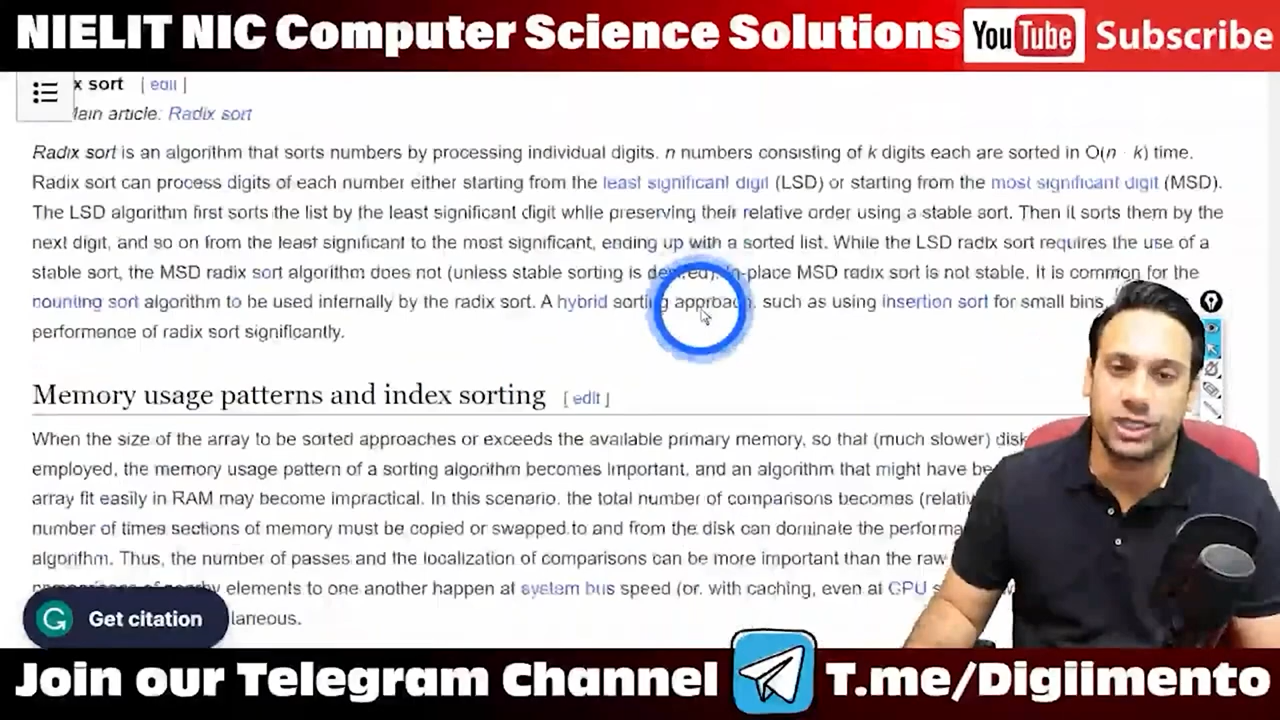 NIELIT NIC Computer Science Solutions YouTube Subscribe
x sort [ edit ]
Main article: Radix sort
Radix sort is an algorithm that sorts numbers by processing individual digits. n numbers consisting of k digits each are sorted in O(n · k) time.
Radix sort can process digits of each number either starting from the least significant digit (LSD) or starting from the most significant digit (MSD).
The LSD algorithm first sorts the list by the least significant digit while preserving their relative order using a stable sort. Then it sorts them by the
next digit, and so on from the least significant to the most significant, ending up with a sorted list. While the LSD radix sort requires the use of a
stable sort, the MSD radix sort algorithm does not (unless stable sorting is desired). In-place MSD radix sort is not stable. It is common for the
counting sort algorithm to be used internally by the radix sort. A hybrid sorting approach, such as using insertion sort for small bins,
performance of radix sort significantly.
Memory usage patterns and index sorting [ edit ]
When the size of the array to be sorted approaches or exceeds the available primary memory, so that (much slower) disk
employed, the memory usage pattern of a sorting algorithm becomes important, and an algorithm that might have be
array fit easily in RAM may become impractical. In this scenario, the total number of comparisons becomes (relativ
number of times sections of memory must be copied or swapped to and from the disk can dominate the performa
algorithm. Thus, the number of passes and the localization of comparisons can be more important than the raw
comparisons of nearby elements to one another happen at system bus speed (or, with caching, even at CPU s
Get citation laneous.
Join our Telegram Channel T.me/Digiimento